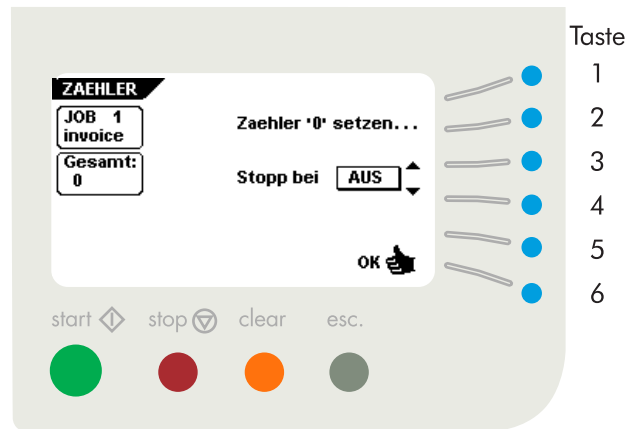 Taste
ZAEHLER
1
JOB 1
invoice
Zaehler '0' setzen...
2
Gesamt:
0
3
Stopp bei AUS
4
OK
5
6
start stop clear esc.